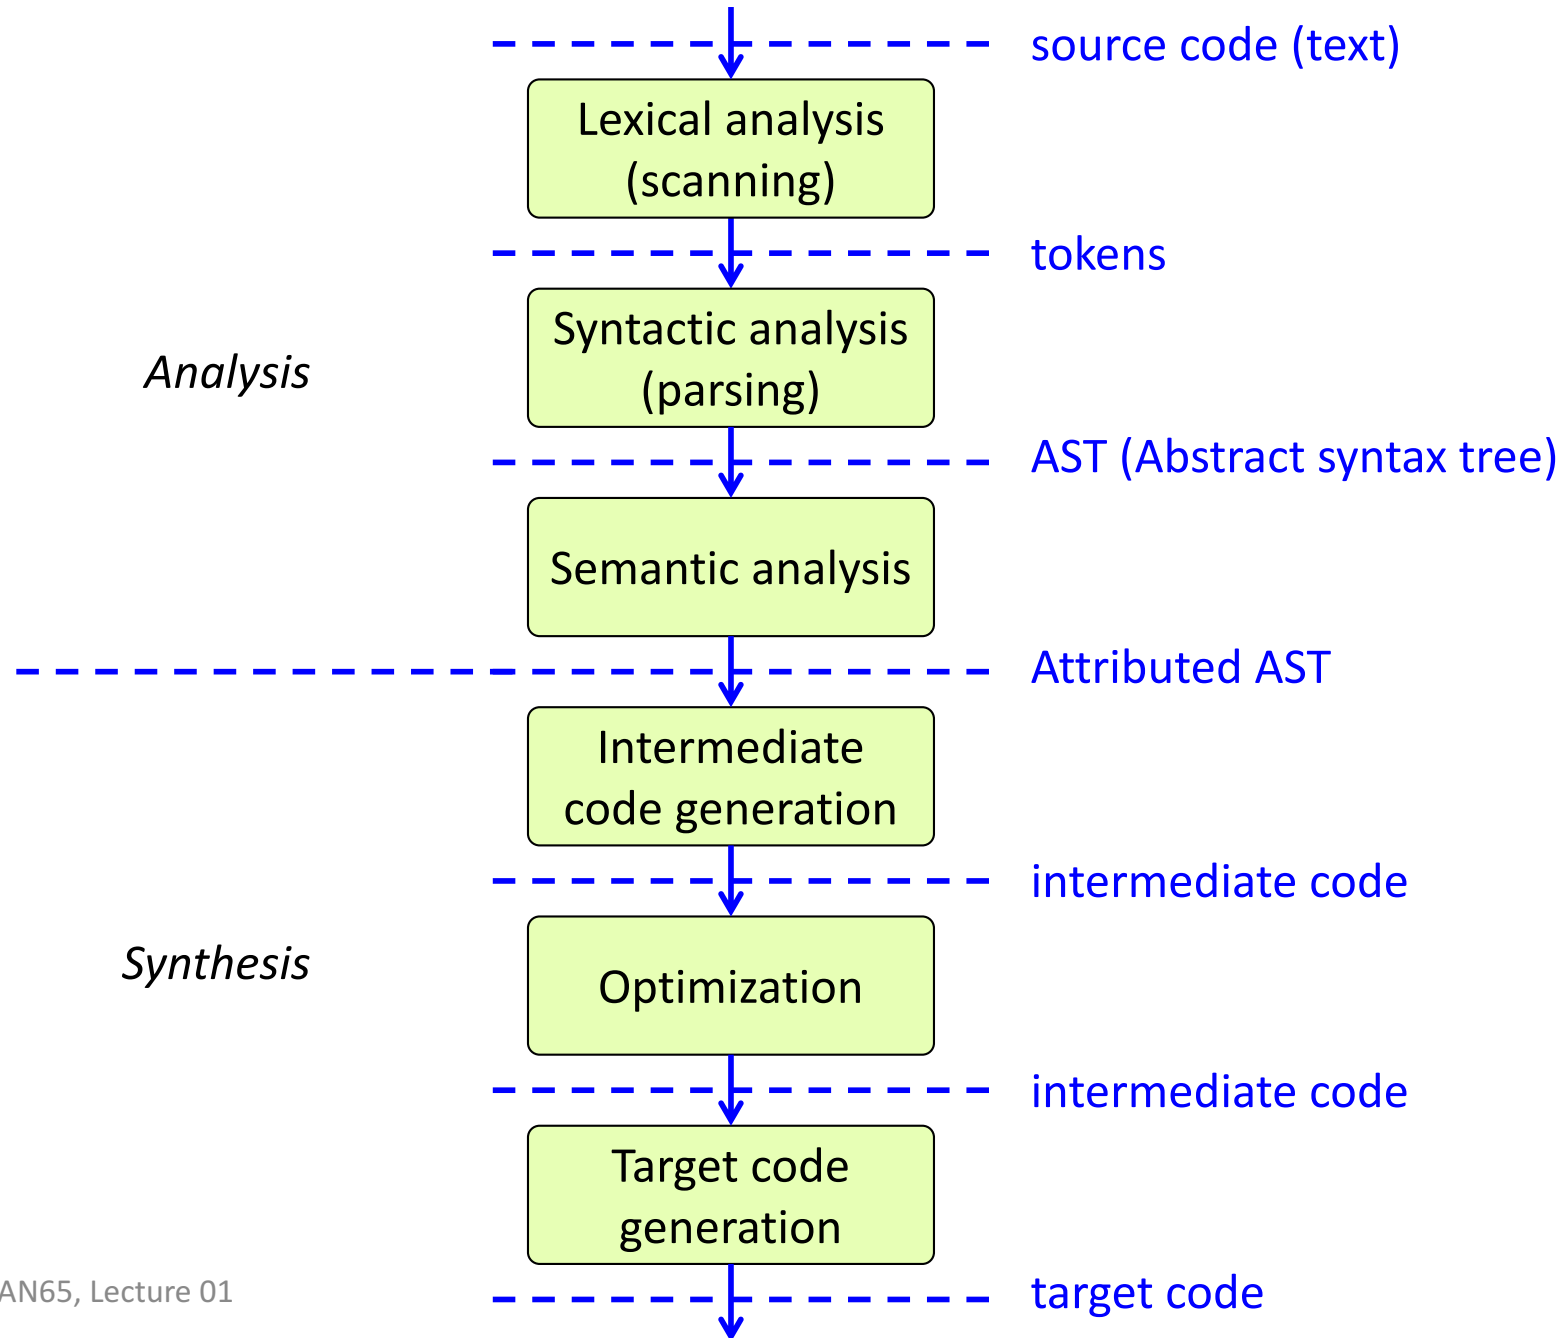 source code (text)
Lexical analysis
(scanning)
tokens
Syntactic analysis
(parsing)
Analysis
AST (Abstract syntax tree)
Semantic analysis
Attributed AST
Intermediate
code generation
intermediate code
Synthesis
Optimization
intermediate code
Target code
generation
AN65, Lecture 01
target code